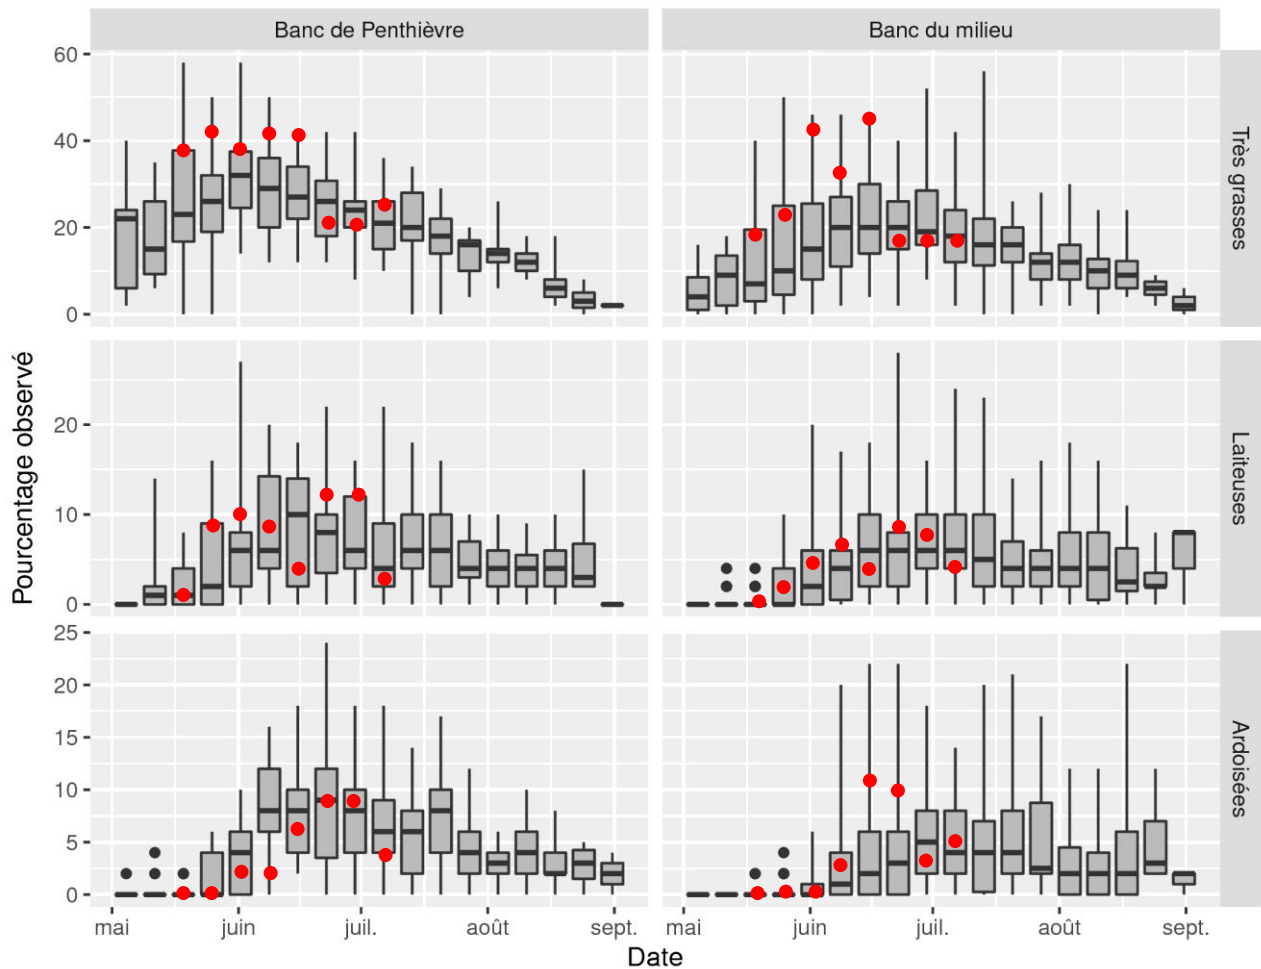 Banc de Penthièvre
Banc du milieu
Pourcentage observé
60
40
20
0
Très grasses
20
10
0
Laiteuses
25
20
15
10
5
0
Ardoisées
mai
juin
juil.
août
sept.
mai
juin
juil.
août
sept.
Date